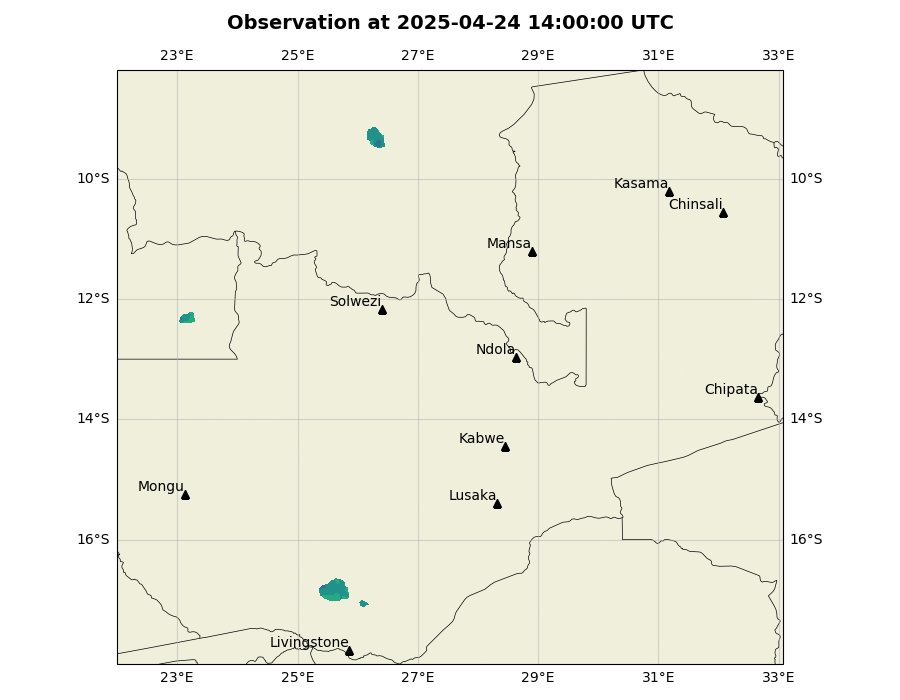 Observation at 2025-04-24 14:00:00 UTC
23°E 25°E 27°E 29°E 31°E 33°E
10°S 10°S
Kasama
Chinsali
Mansa
12°S 12°S
Solwezi
Ndola
Chipata
14°S 14°S
Kabwe
Mongu
Lusaka
16°S 16°S
Livingstone
23°E 25°E 27°E 29°E 31°E 33°E